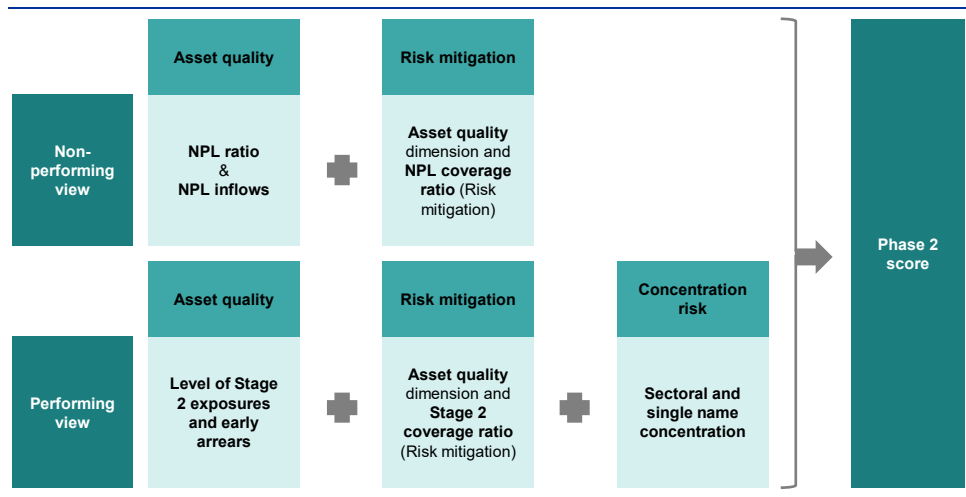 Asset quality
Risk mitigation
Non-
performing
view
NPL ratio
&
NPL inflows
Asset quality
dimension and
NPL coverage
ratio (Risk
mitigation)
Phase 2
score
Asset quality
Risk mitigation
Concentration
risk
Performing
view
Level of Stage
2 exposures
and early
arrears
Asset quality
dimension and
Stage 2
coverage ratio
(Risk mitigation)
Sectoral and
single name
concentration